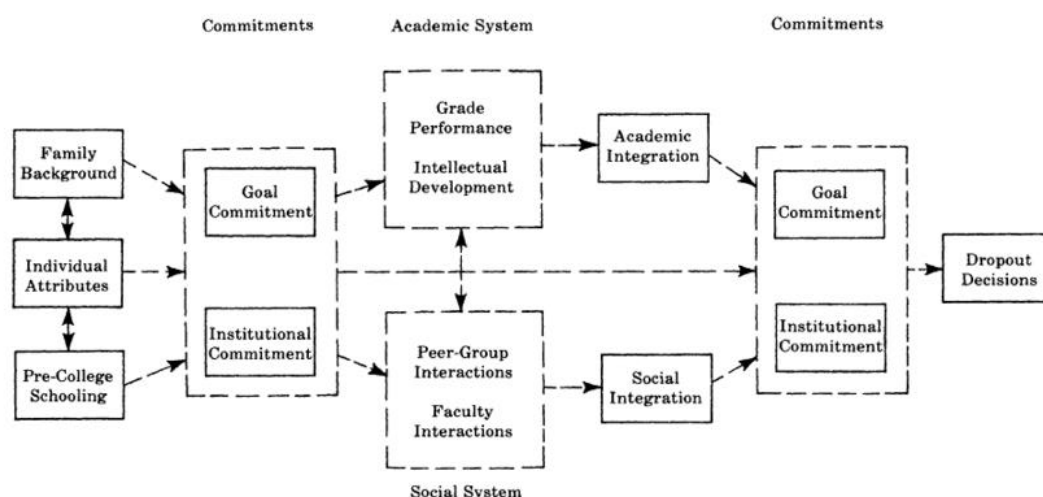 Commitments
Academic System
Commitments
Family
Background
Individual
Attributes
Pre-College
Schooling
Goal
Commitment
Institutional
Commitment
Grade
Performance
Intellectual
Development
Peer-Group
Interactions
Faculty
Interactions
Social System
Academic
Integration
Social
Integration
Goal
Commitment
Institutional
Commitment
Dropout
Decisions